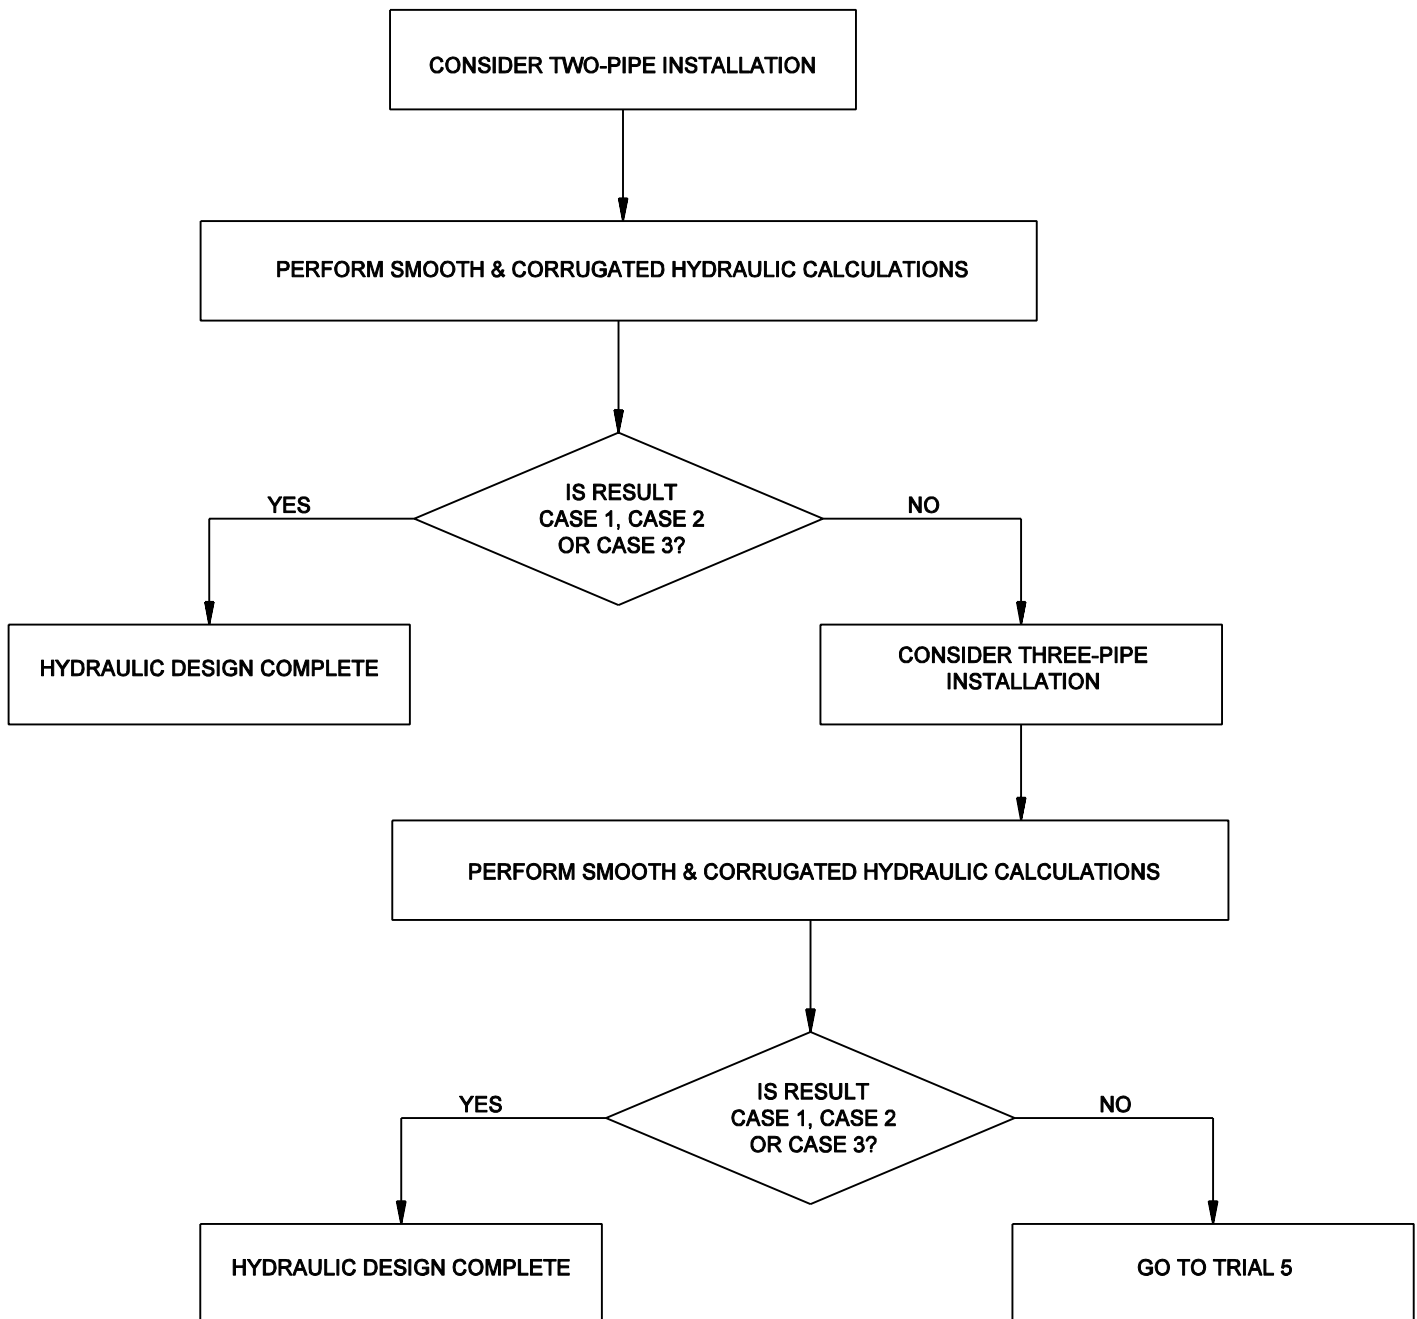 CONSIDER TWO-PIPE INSTALLATION
PERFORM SMOOTH & CORRUGATED HYDRAULIC CALCULATIONS
IS RESULT
CASE 1, CASE 2
OR CASE 3?
YES
NO
HYDRAULIC DESIGN COMPLETE
CONSIDER THREE-PIPE
INSTALLATION
PERFORM SMOOTH & CORRUGATED HYDRAULIC CALCULATIONS
IS RESULT
CASE 1, CASE 2
OR CASE 3?
YES
NO
HYDRAULIC DESIGN COMPLETE
GO TO TRIAL 5